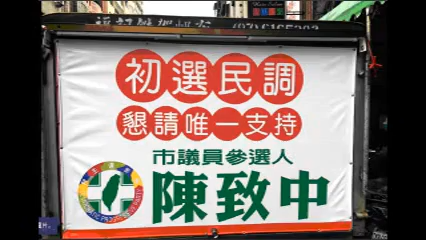 初選民調
懇請唯一支持
市議員參選人
陳致中